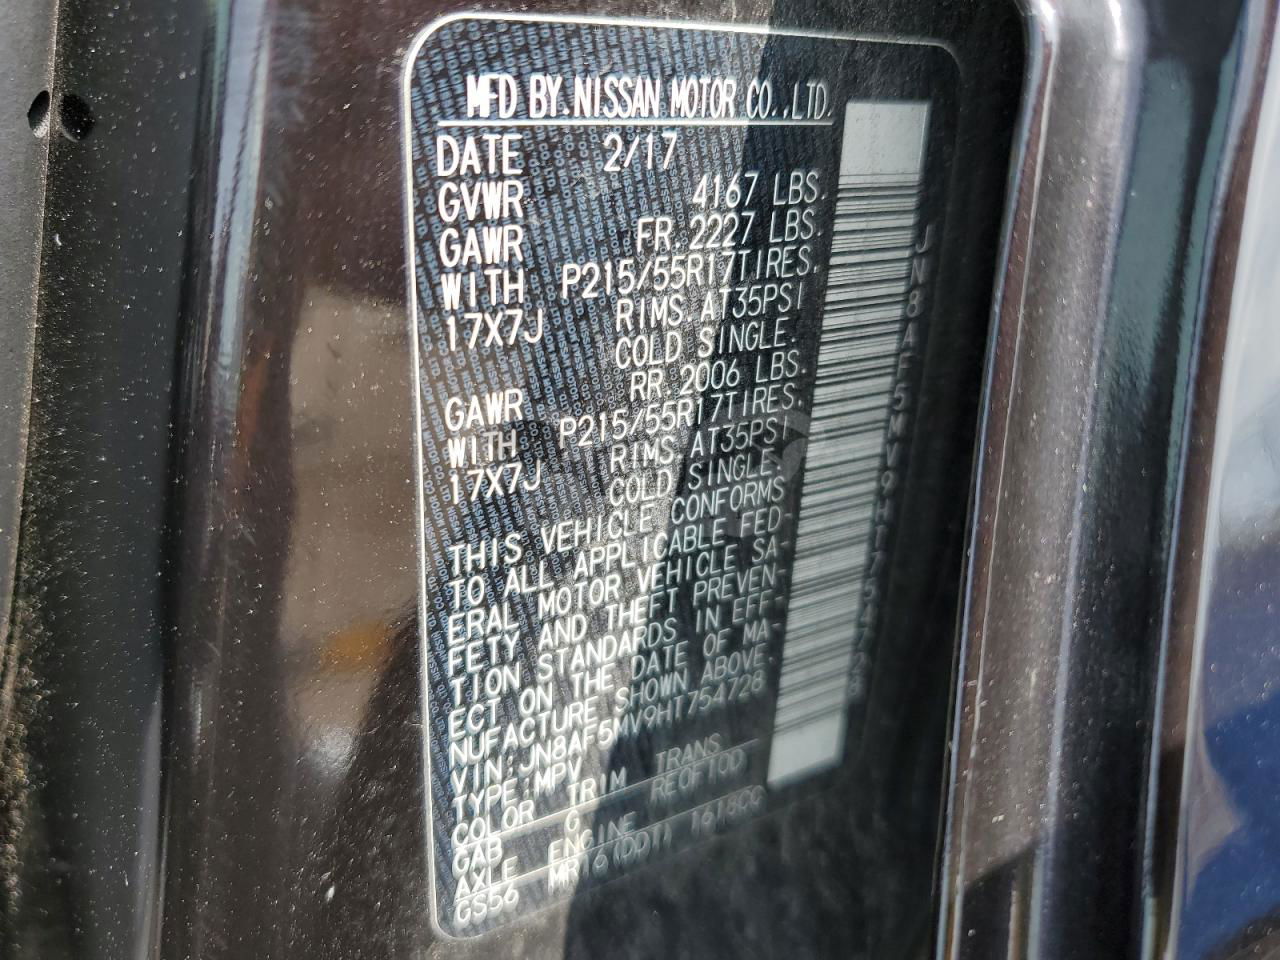 MFD BY.NISSAN MOTOR CO.,LTD.
DATE 2/17
GVWR 4167 LBS.
GAWR FR 2227 LBS.
WITH P215/55R17TIRES.
17X7J RIMS AT35PSI
COLD SINGLE.
GAWR RR 2006 LBS.
WITH P215/55R17TIRES.
17X7J RIMS AT35PSI
COLD SINGLE.
THIS VEHICLE CONFORMS
TO ALL APPLICABLE FED-
ERAL MOTOR VEHICLE SA-
FETY AND THEFT PREVEN-
TION STANDARDS IN EFF-
ECT ON THE DATE OF MA-
NUFACTURE SHOWN ABOVE.
VIN:JN8AF5MV9HT754728
TYPE:MPV
COLOR TRIM TRANS
GAB G RE0F10D
AXLE ENGINE
GS56 MR16(DDT) 1618CC
JN8AF5MV9HT754728